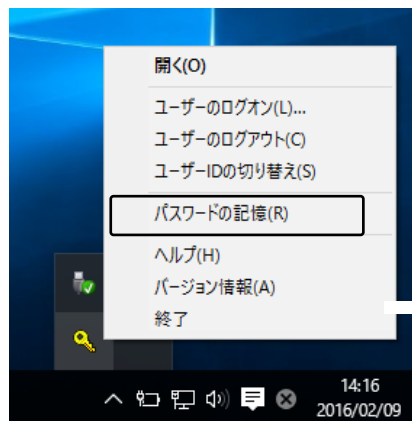 開く(O)
ユーザーのログオン(L)...
ユーザーのログアウト(C)
ユーザーIDの切り替え(S)
パスワードの記憶(R)
ヘルプ(H)
バージョン情報(A)
終了
14:16
2016/02/09